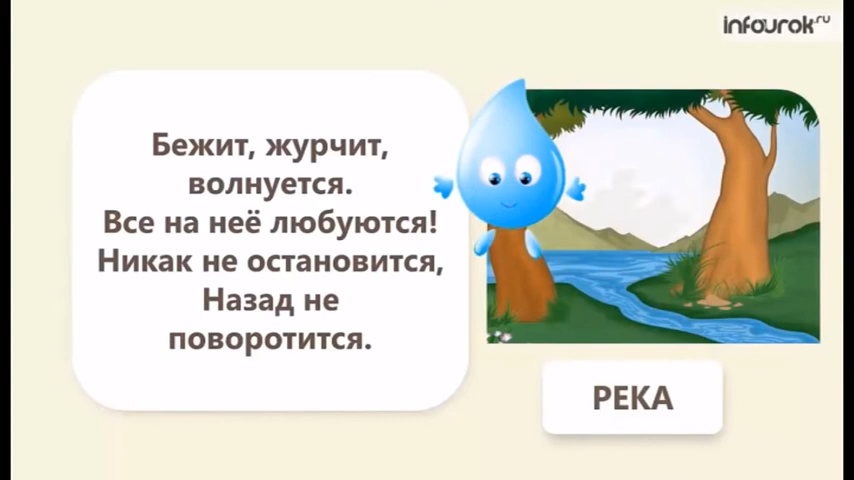 infourok.ru
Бежит, журчит,
волнуется.
Все на неё любуются!
Никак не остановится,
Назад не
поворотится.
РЕКА